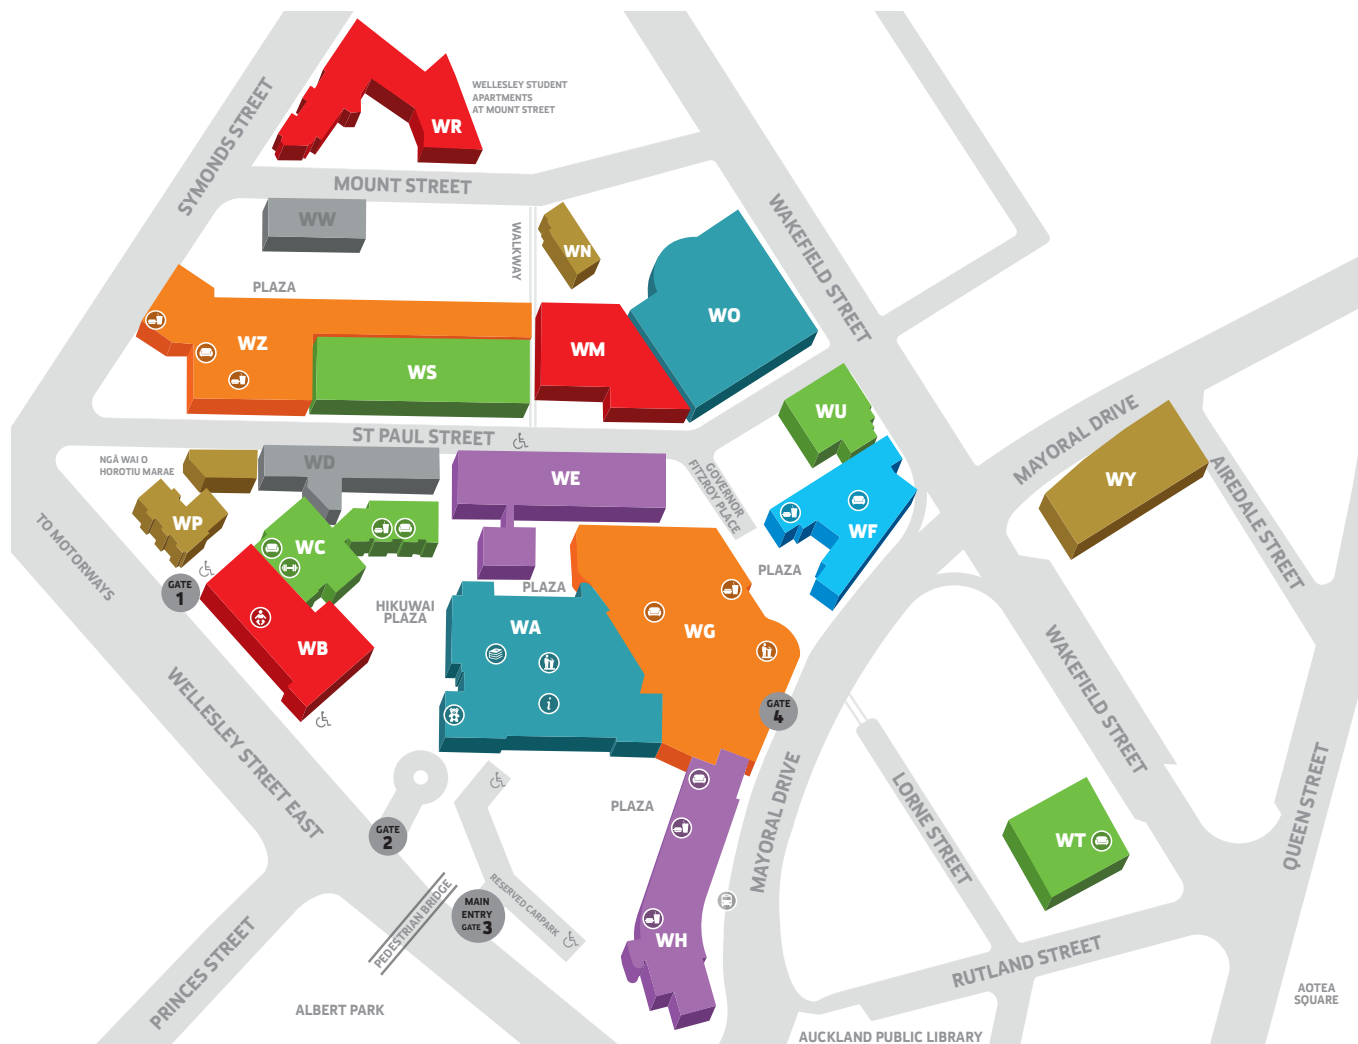 WELLESLEY STUDENT
APARTMENTS
AT MOUNT STREET
WR
SYMONDS STREET
MOUNT STREET
WW
WALKWAY
WN
WAKEFIELD STREET
PLAZA
WO
WZ
WS
WM
ST PAUL STREET
WU
MAYORAL DRIVE
NGĀ WAI O
HOROTIU MARAE
WD
WE
GOVERNOR
FITZROY PLACE
WY
AIREDALE STREET
WP
WC
WF
TO MOTORWAYS
GATE
1
PLAZA
PLAZA
HIKUWAI
PLAZA
WA
WG
WB
i
GATE
4
WAKEFIELD STREET
WELLESLEY STREET EAST
PLAZA
MAYORAL DRIVE
LORNE STREET
WT
QUEEN STREET
GATE
2
RESERVED CARPARK
PEDESTRIAN BRIDGE
MAIN
ENTRY
GATE 3
WH
PRINCES STREET
RUTLAND STREET
ALBERT PARK
AOTEA
SQUARE
AUCKLAND PUBLIC LIBRARY